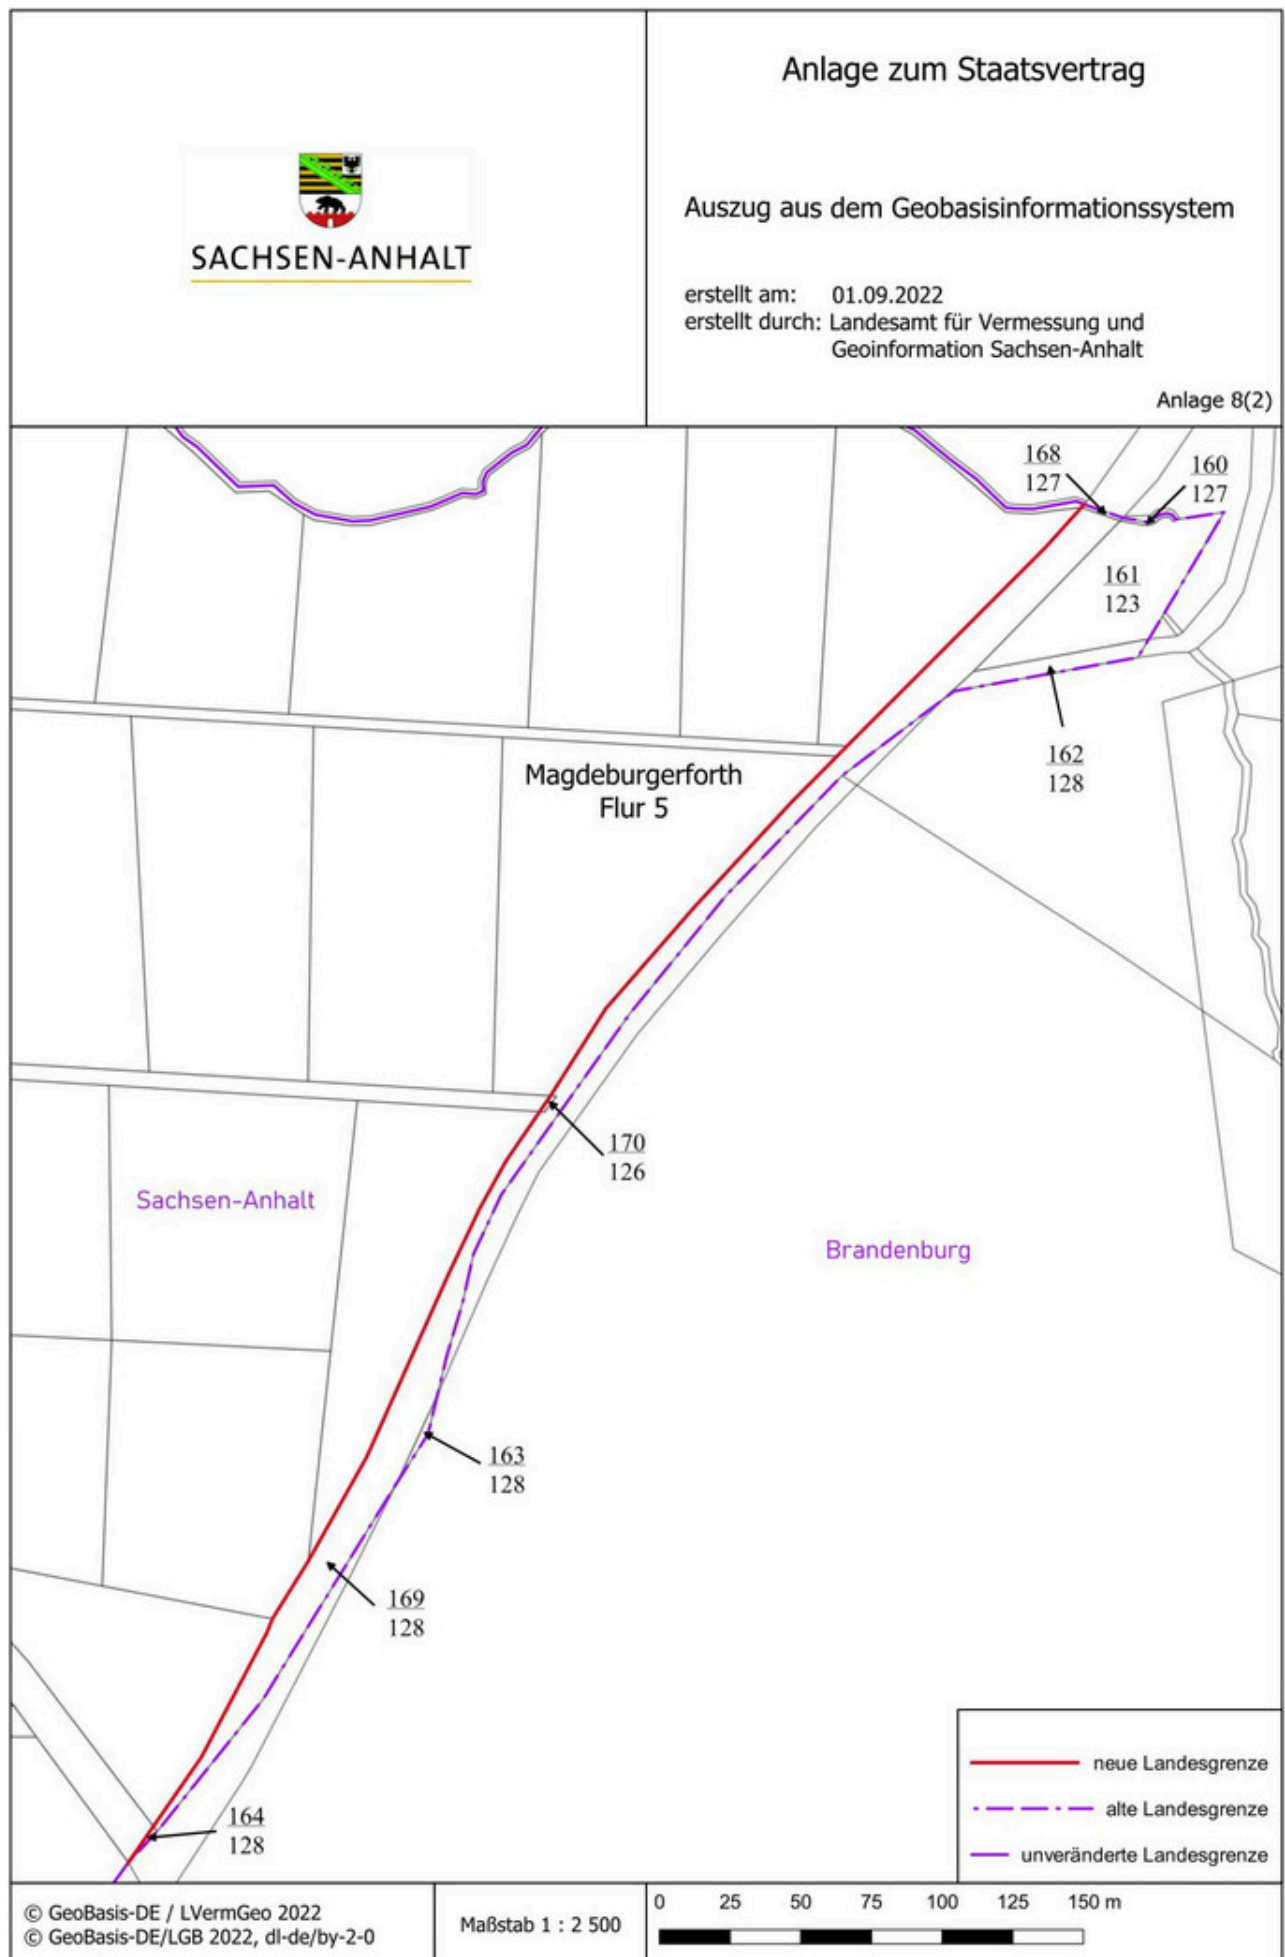 SACHSEN-ANHALT
Anlage zum Staatsvertrag
Auszug aus dem Geobasisinformationssystem
erstellt am: 01.09.2022
erstellt durch: Landesamt für Vermessung und
Geoinformation Sachsen-Anhalt
Anlage 8(2)
168
127
160
127
161
123
162
128
Magdeburgerforth
Flur 5
170
126
Sachsen-Anhalt
Brandenburg
163
128
169
128
164
128
neue Landesgrenze
alte Landesgrenze
unveränderte Landesgrenze
© GeoBasis-DE / LVermGeo 2022
© GeoBasis-DE/LGB 2022, dl-de/by-2-0
Maßstab 1 : 2 500
0 25 50 75 100 125 150 m